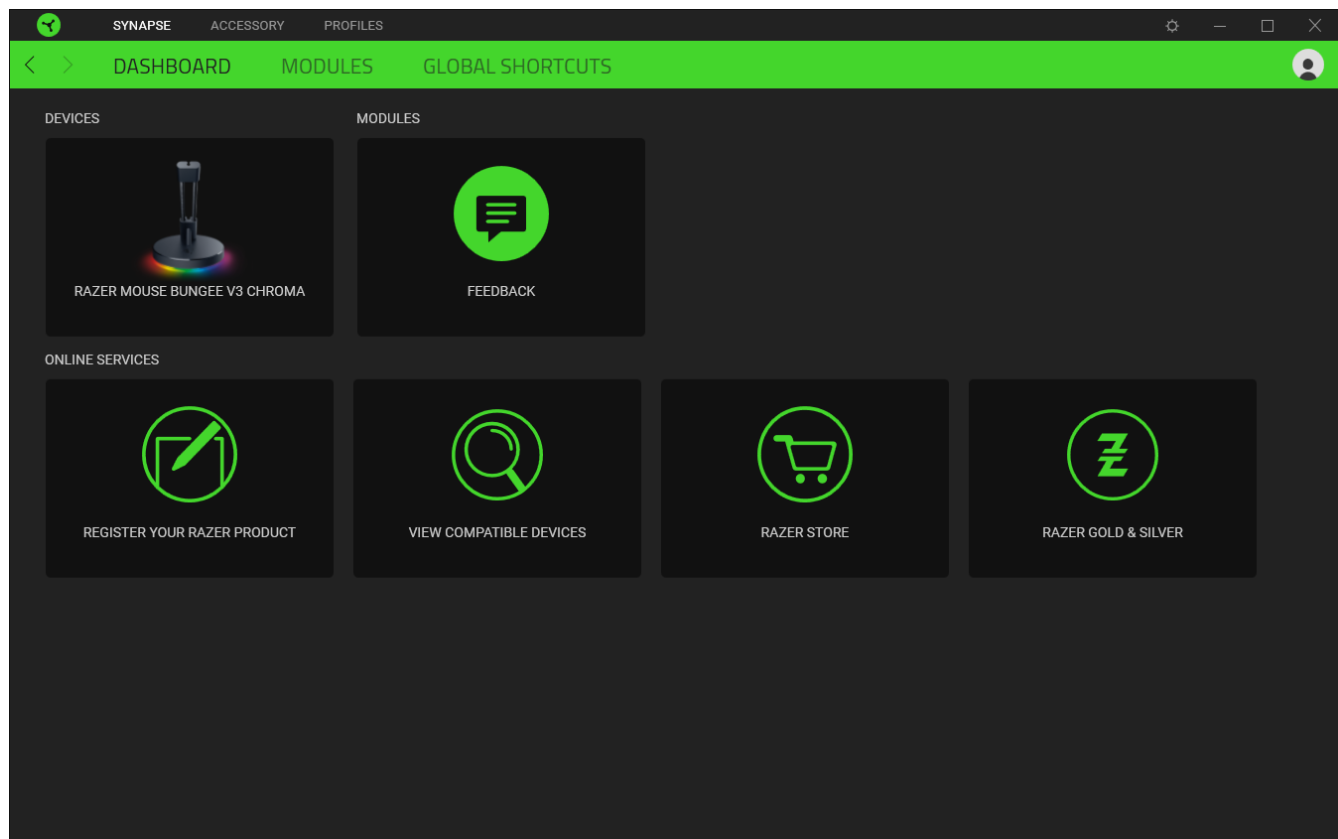 SYNAPSE ACCESSORY PROFILES
DASHBOARD MODULES GLOBAL SHORTCUTS
DEVICES MODULES
RAZER MOUSE BUNGEE V3 CHROMA FEEDBACK
ONLINE SERVICES
REGISTER YOUR RAZER PRODUCT VIEW COMPATIBLE DEVICES RAZER STORE RAZER GOLD & SILVER